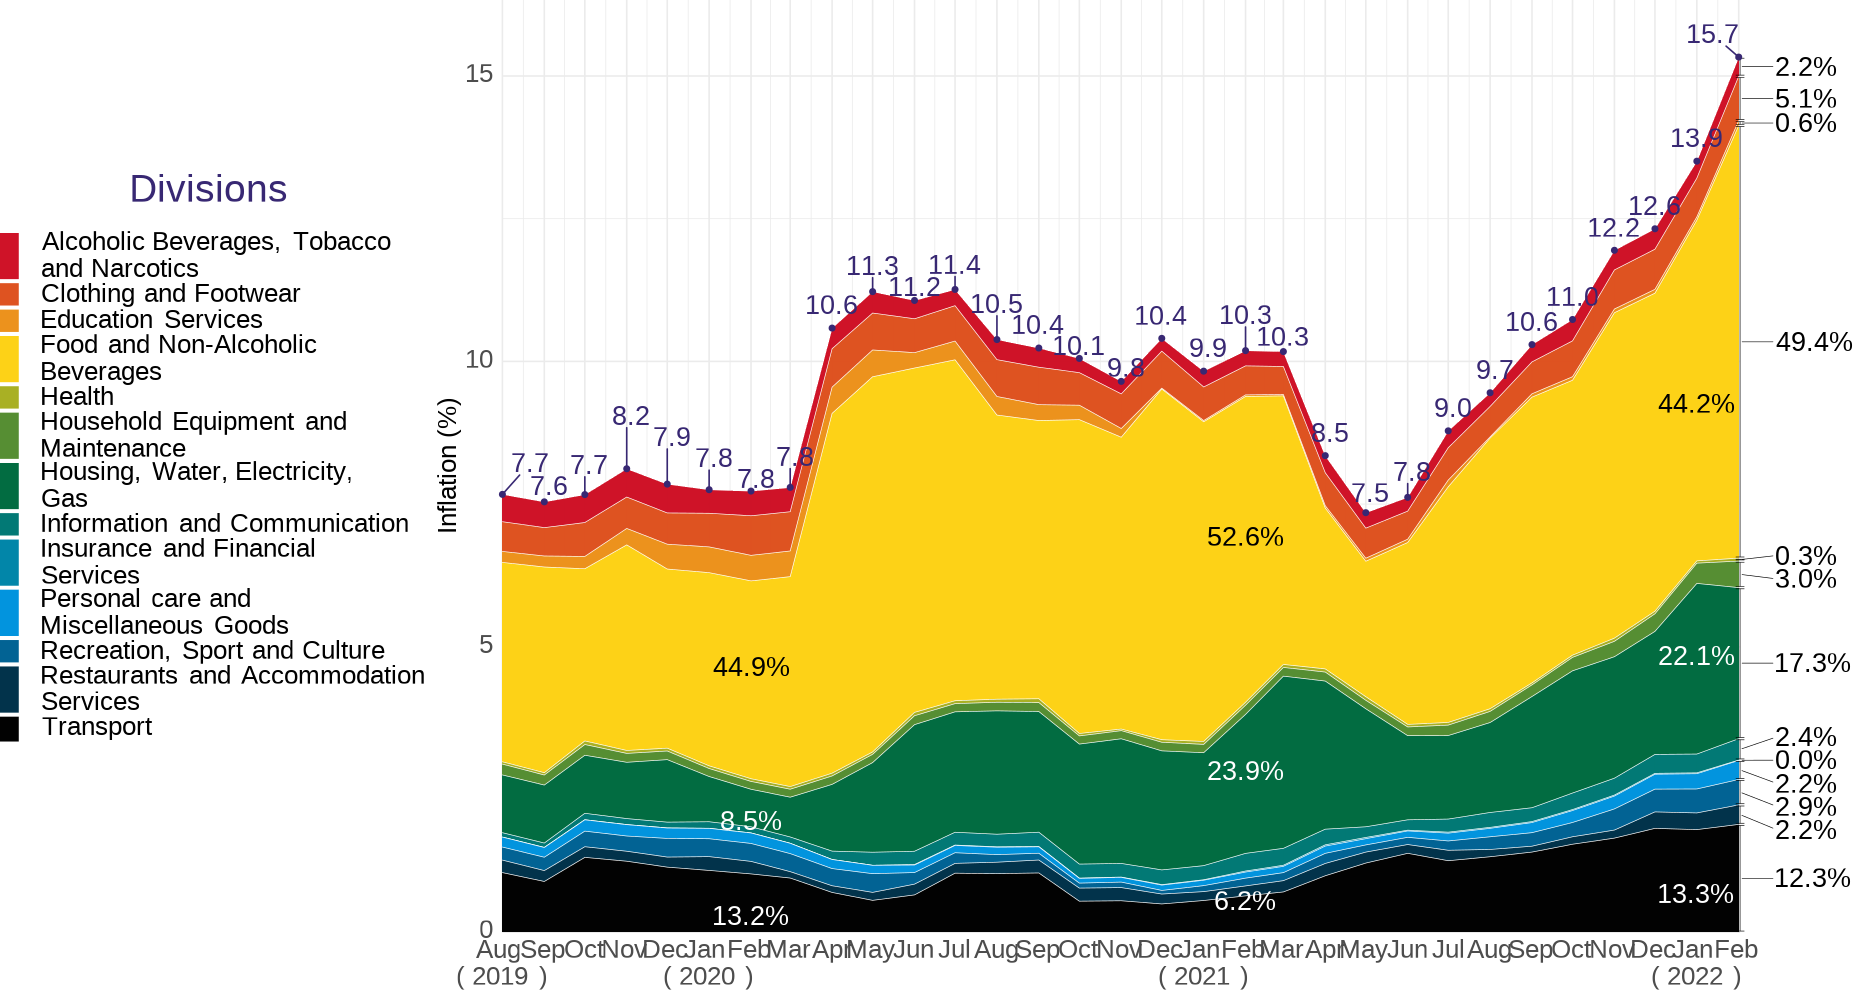 Divisions
Alcoholic Beverages, Tobacco
and Narcotics
Clothing and Footwear
Education Services
Food and Non-Alcoholic
Beverages
Health
Household Equipment and
Maintenance
Housing, Water, Electricity,
Gas
Information and Communication
Insurance and Financial
Services
Personal care and
Miscellaneous Goods
Recreation, Sport and Culture
Restaurants and Accommodation
Services
Transport
Inflation (%)
15
10
5
0
7.7
7.6
7.7
8.2
7.9
7.8
7.8
7.8
10.6
11.3
11.2
11.4
10.5
10.4
10.1
9.8
10.4
9.9
10.3
10.3
8.5
7.5
7.8
9.0
9.7
10.6
11.0
12.2
12.6
13.9
15.7
44.9%
8.5%
13.2%
52.6%
23.9%
6.2%
44.2%
22.1%
13.3%
2.2%
5.1%
0.6%
49.4%
0.3%
3.0%
17.3%
2.4%
0.0%
2.2%
2.9%
2.2%
12.3%
Aug Sep Oct Nov Dec Jan Feb Mar Apr May Jun Jul Aug Sep Oct Nov Dec Jan Feb Mar Apr May Jun Jul Aug Sep Oct Nov Dec Jan Feb
( 2019 ) ( 2020 ) ( 2021 ) ( 2022 )